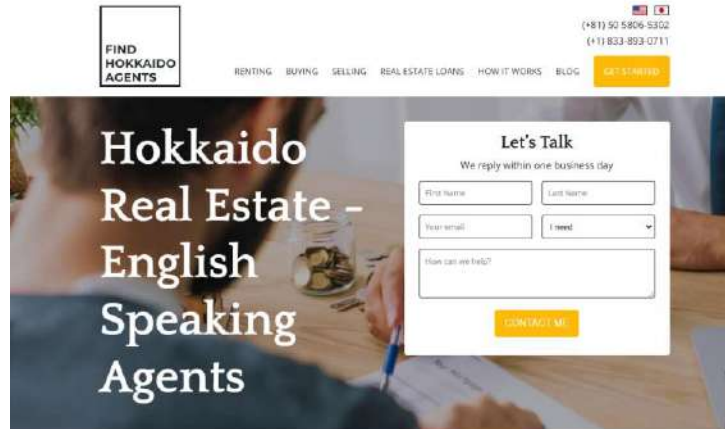 (+81) 50 5806-5302
(+1) 833-893-0711
FIND
HOKKAIDO
AGENTS
RENTING BUYING SELLING REAL ESTATE LOANS HOW IT WORKS BLOG GET STARTED
Hokkaido
Real Estate –
English
Speaking
Agents
Let's Talk
We reply within one business day
First Name Last Name
Your email I need
How can we help?
CONTACT ME